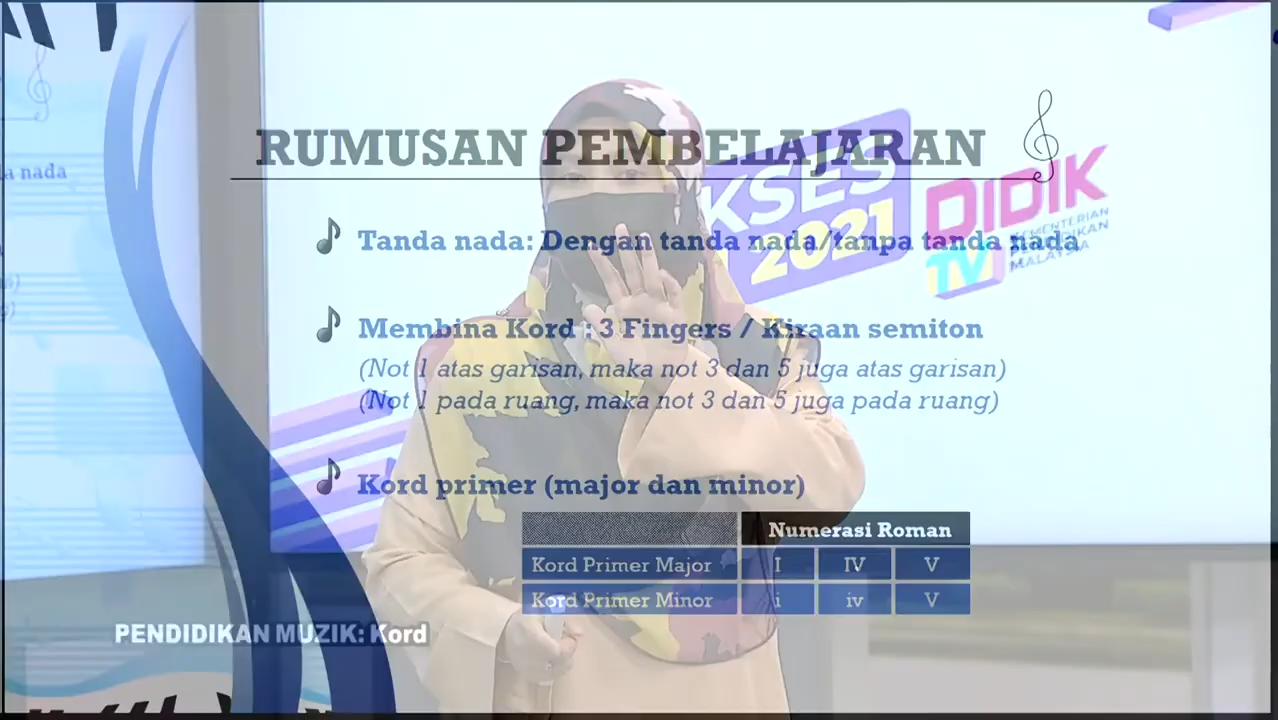 RUMUSAN PEMBELAJARAN
a nada
KSES
2021
DIDIK
TV
KEMENTERIAN
PENDIDIKAN
MALAYSIA
Tanda nada: Dengan tanda nada/tanpa tanda nada
Membina Kord : 3 Fingers / Kiraan semiton
(Not 1 atas garisan, maka not 3 dan 5 juga atas garisan)
(Not 1 pada ruang, maka not 3 dan 5 juga pada ruang)
Kord primer (major dan minor)
Numerasi Roman
Kord Primer Major I IV V
Kord Primer Minor i iv V
PENDIDIKAN MUZIK: Kord